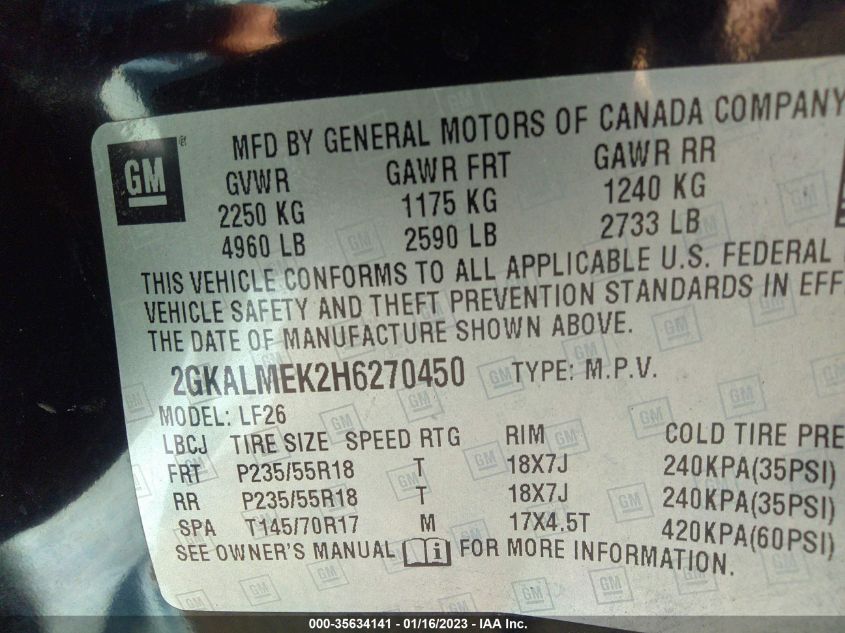 MFD BY GENERAL MOTORS OF CANADA COMPANY
GM
GVWR GAWR FRT GAWR RR
2250 KG 1175 KG 1240 KG
4960 LB 2590 LB 2733 LB
THIS VEHICLE CONFORMS TO ALL APPLICABLE U.S. FEDERAL
VEHICLE SAFETY AND THEFT PREVENTION STANDARDS IN EFF
THE DATE OF MANUFACTURE SHOWN ABOVE.
2GKALMEK2H6270450 TYPE: M.P.V.
MODEL: LF26
LBCJ TIRE SIZE SPEED RTG RIM COLD TIRE PRE
FRT P235/55R18 T 18X7J 240KPA(35PSI)
RR P235/55R18 T 18X7J 240KPA(35PSI)
SPA T145/70R17 M 17X4.5T 420KPA(60PSI)
SEE OWNER'S MANUAL i FOR MORE INFORMATION.
000-35634141 - 01/16/2023 - IAA Inc.